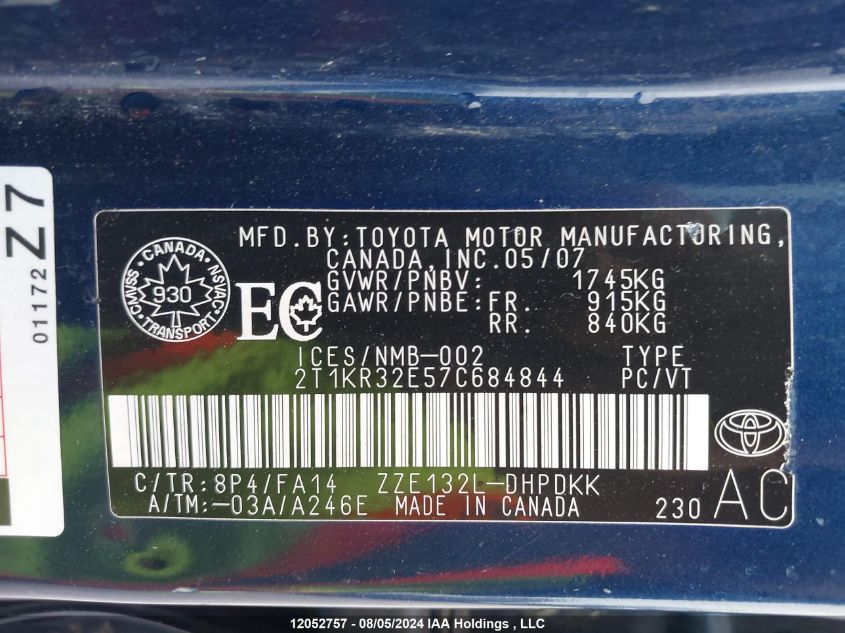 Z7
01172
MFD.BY:TOYOTA MOTOR MANUFACTURING,
CANADA,INC.05/07
GVWR/PNBV: 1745KG
GAWR/PNBE:FR. 915KG
RR. 840KG
CANADA
CMVSS 930 NSVAC
TRANSPORT
EC
ICES/NMB-002 TYPE
2T1KR32E57C684844 PC/VT
C/TR:8P4/FA14 ZZE132L-DHPDKK
A/TM:-03A/A246E MADE IN CANADA 230 AC
12052757 - 08/05/2024 IAA Holdings , LLC